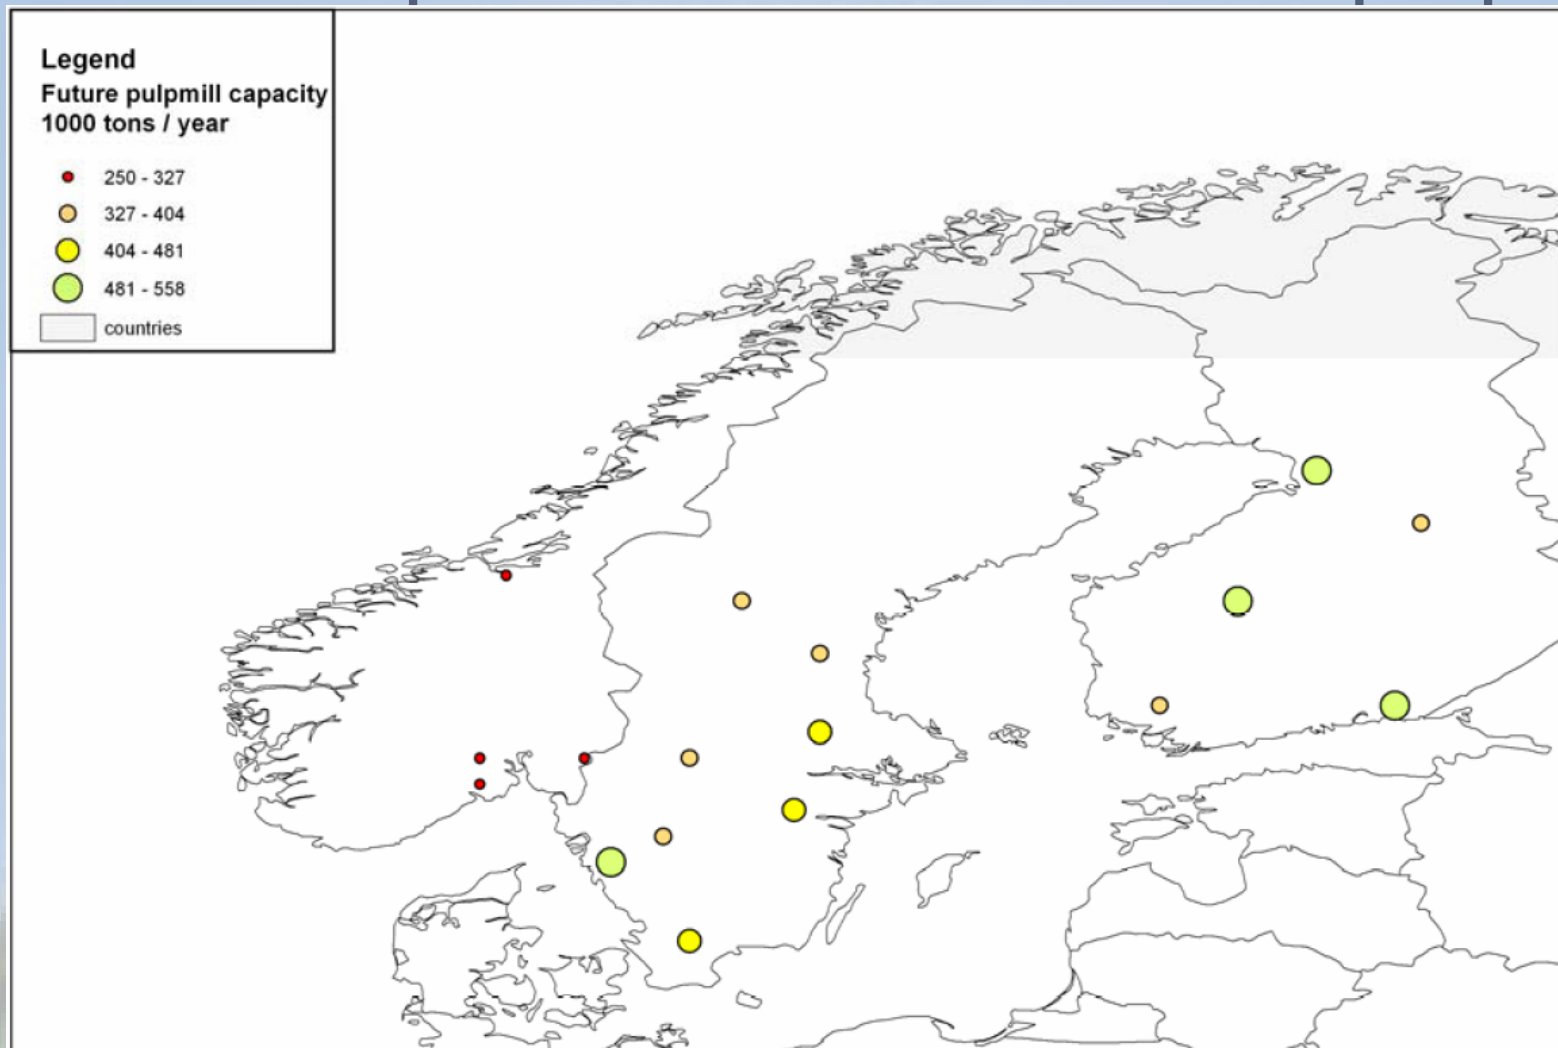 Legend
Future pulpmill capacity
1000 tons / year
250 - 327
327 - 404
404 - 481
481 - 558
countries